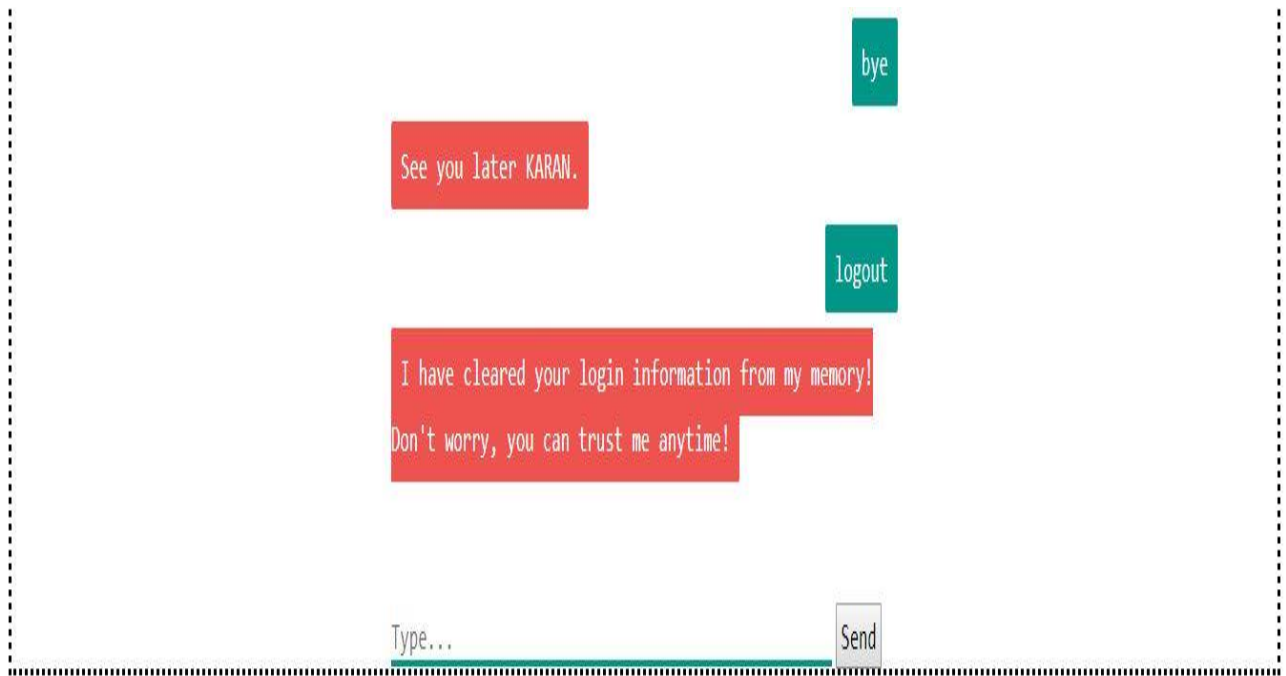 bye
See you later KARAN.
logout
I have cleared your login information from my memory!
Don't worry, you can trust me anytime!
Type...
Send